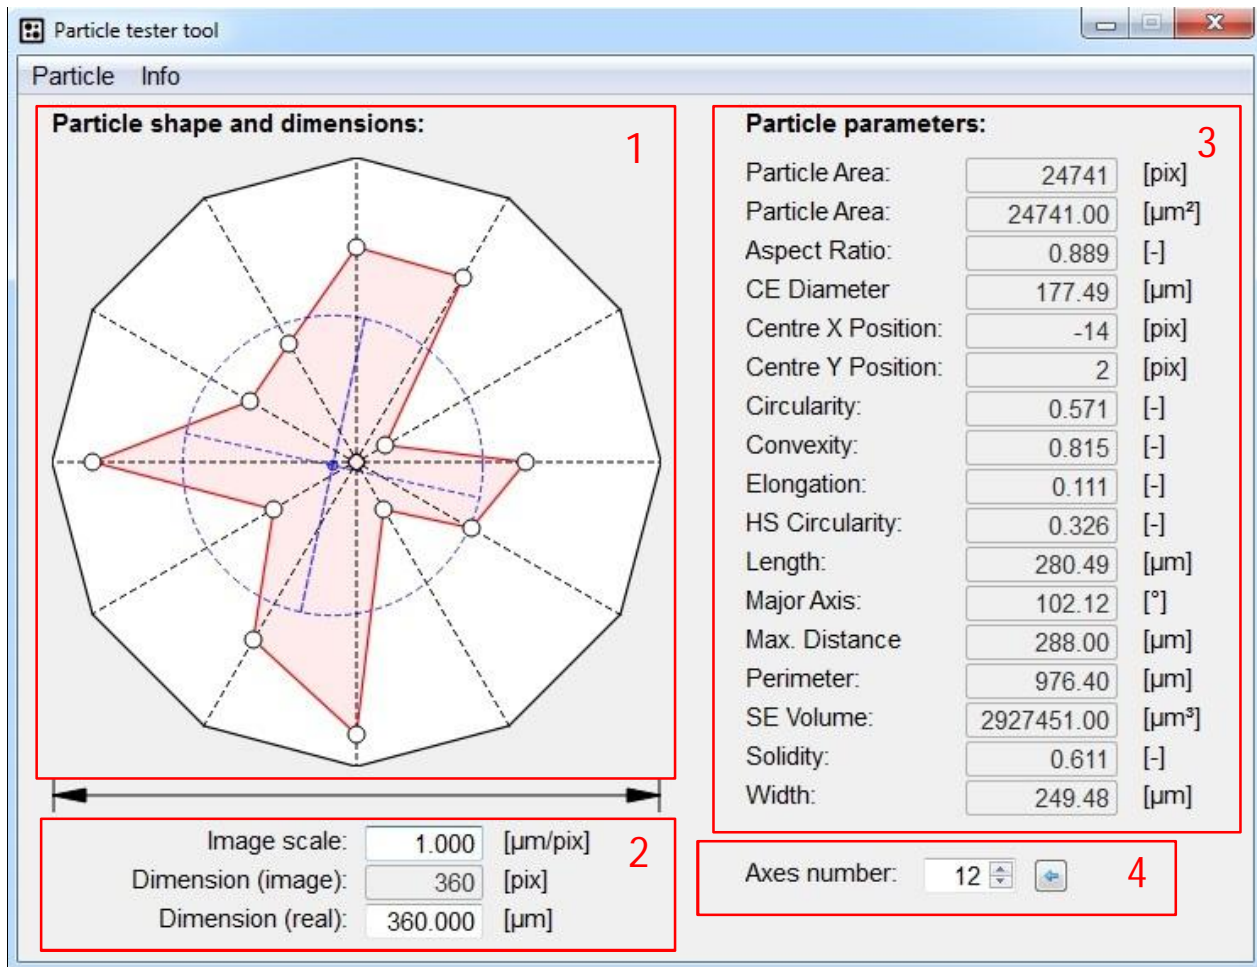 Particle tester tool
Particle Info
Particle shape and dimensions:
1
Image scale: 1.000 [µm/pix]
Dimension (image): 360 [pix]
Dimension (real): 360.000 [µm]
2
Particle parameters:
3
Particle Area: 24741 [pix]
Particle Area: 24741.00 [µm²]
Aspect Ratio: 0.889 [-]
CE Diameter 177.49 [µm]
Centre X Position: -14 [pix]
Centre Y Position: 2 [pix]
Circularity: 0.571 [-]
Convexity: 0.815 [-]
Elongation: 0.111 [-]
HS Circularity: 0.326 [-]
Length: 280.49 [µm]
Major Axis: 102.12 [°]
Max. Distance 288.00 [µm]
Perimeter: 976.40 [µm]
SE Volume: 2927451.00 [µm³]
Solidity: 0.611 [-]
Width: 249.48 [µm]
Axes number: 12
4